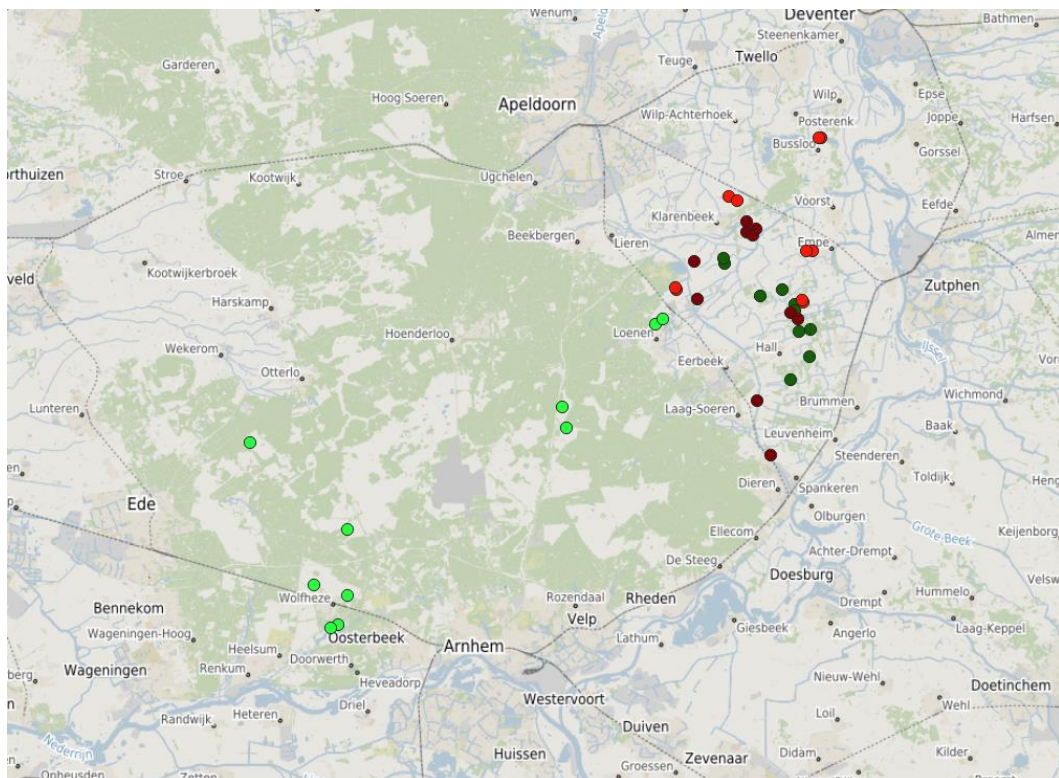 Deventer
Wenum
Apeld
Bathmen
Steenenkamer
Garderen
Teuge
Twello
Hoog Soeren
Wilp
Epse
Apeldoorn
Joppe
Harfsen
Wilp-Achterhoek
Posterenk
Bussloo
Gorssel
orthuizen
Stroe
Kootwijk
Ugchelen
Voorst
Eefde
Klarenbeek
Beekbergen
Lieren
Empe
Almen
Kootwijkerbroek
veld
Zutphen
Harskamp
Loenen
Hoenderloo
Hall
IJssel
Wekerom
Eerbeek
Otterlo
Wichmond
Lunteren
Laag-Soeren
Brummen
Baak
Leuvenheim
Steenderen
Toldijk
Dieren
Spankeren
Ede
Olburgen
Ellecom
Grote Beek
Keijenborg
Achter-Drempt
De Steeg
Doesburg
Velsw
Bennekom
Wolfheze
Rozendaal
Rheden
Drempt
Hummelo
Velp
Wageningen-Hoog
Oosterbeek
Arnhem
Lathum
Giesbeek
Angerlo
Laag-Keppel
Heelsum
Doorwerth
Wageningen
Renkum
Heveadorp
Nieuw-Wehl
Doetinchem
Westervoort
Driel
Randwijk
Heteren
Duiven
Loil
Wehl
Nederrijn
Huissen
Zevenaar
Didam
Kilder
Groessen
Opheusden
Zetten